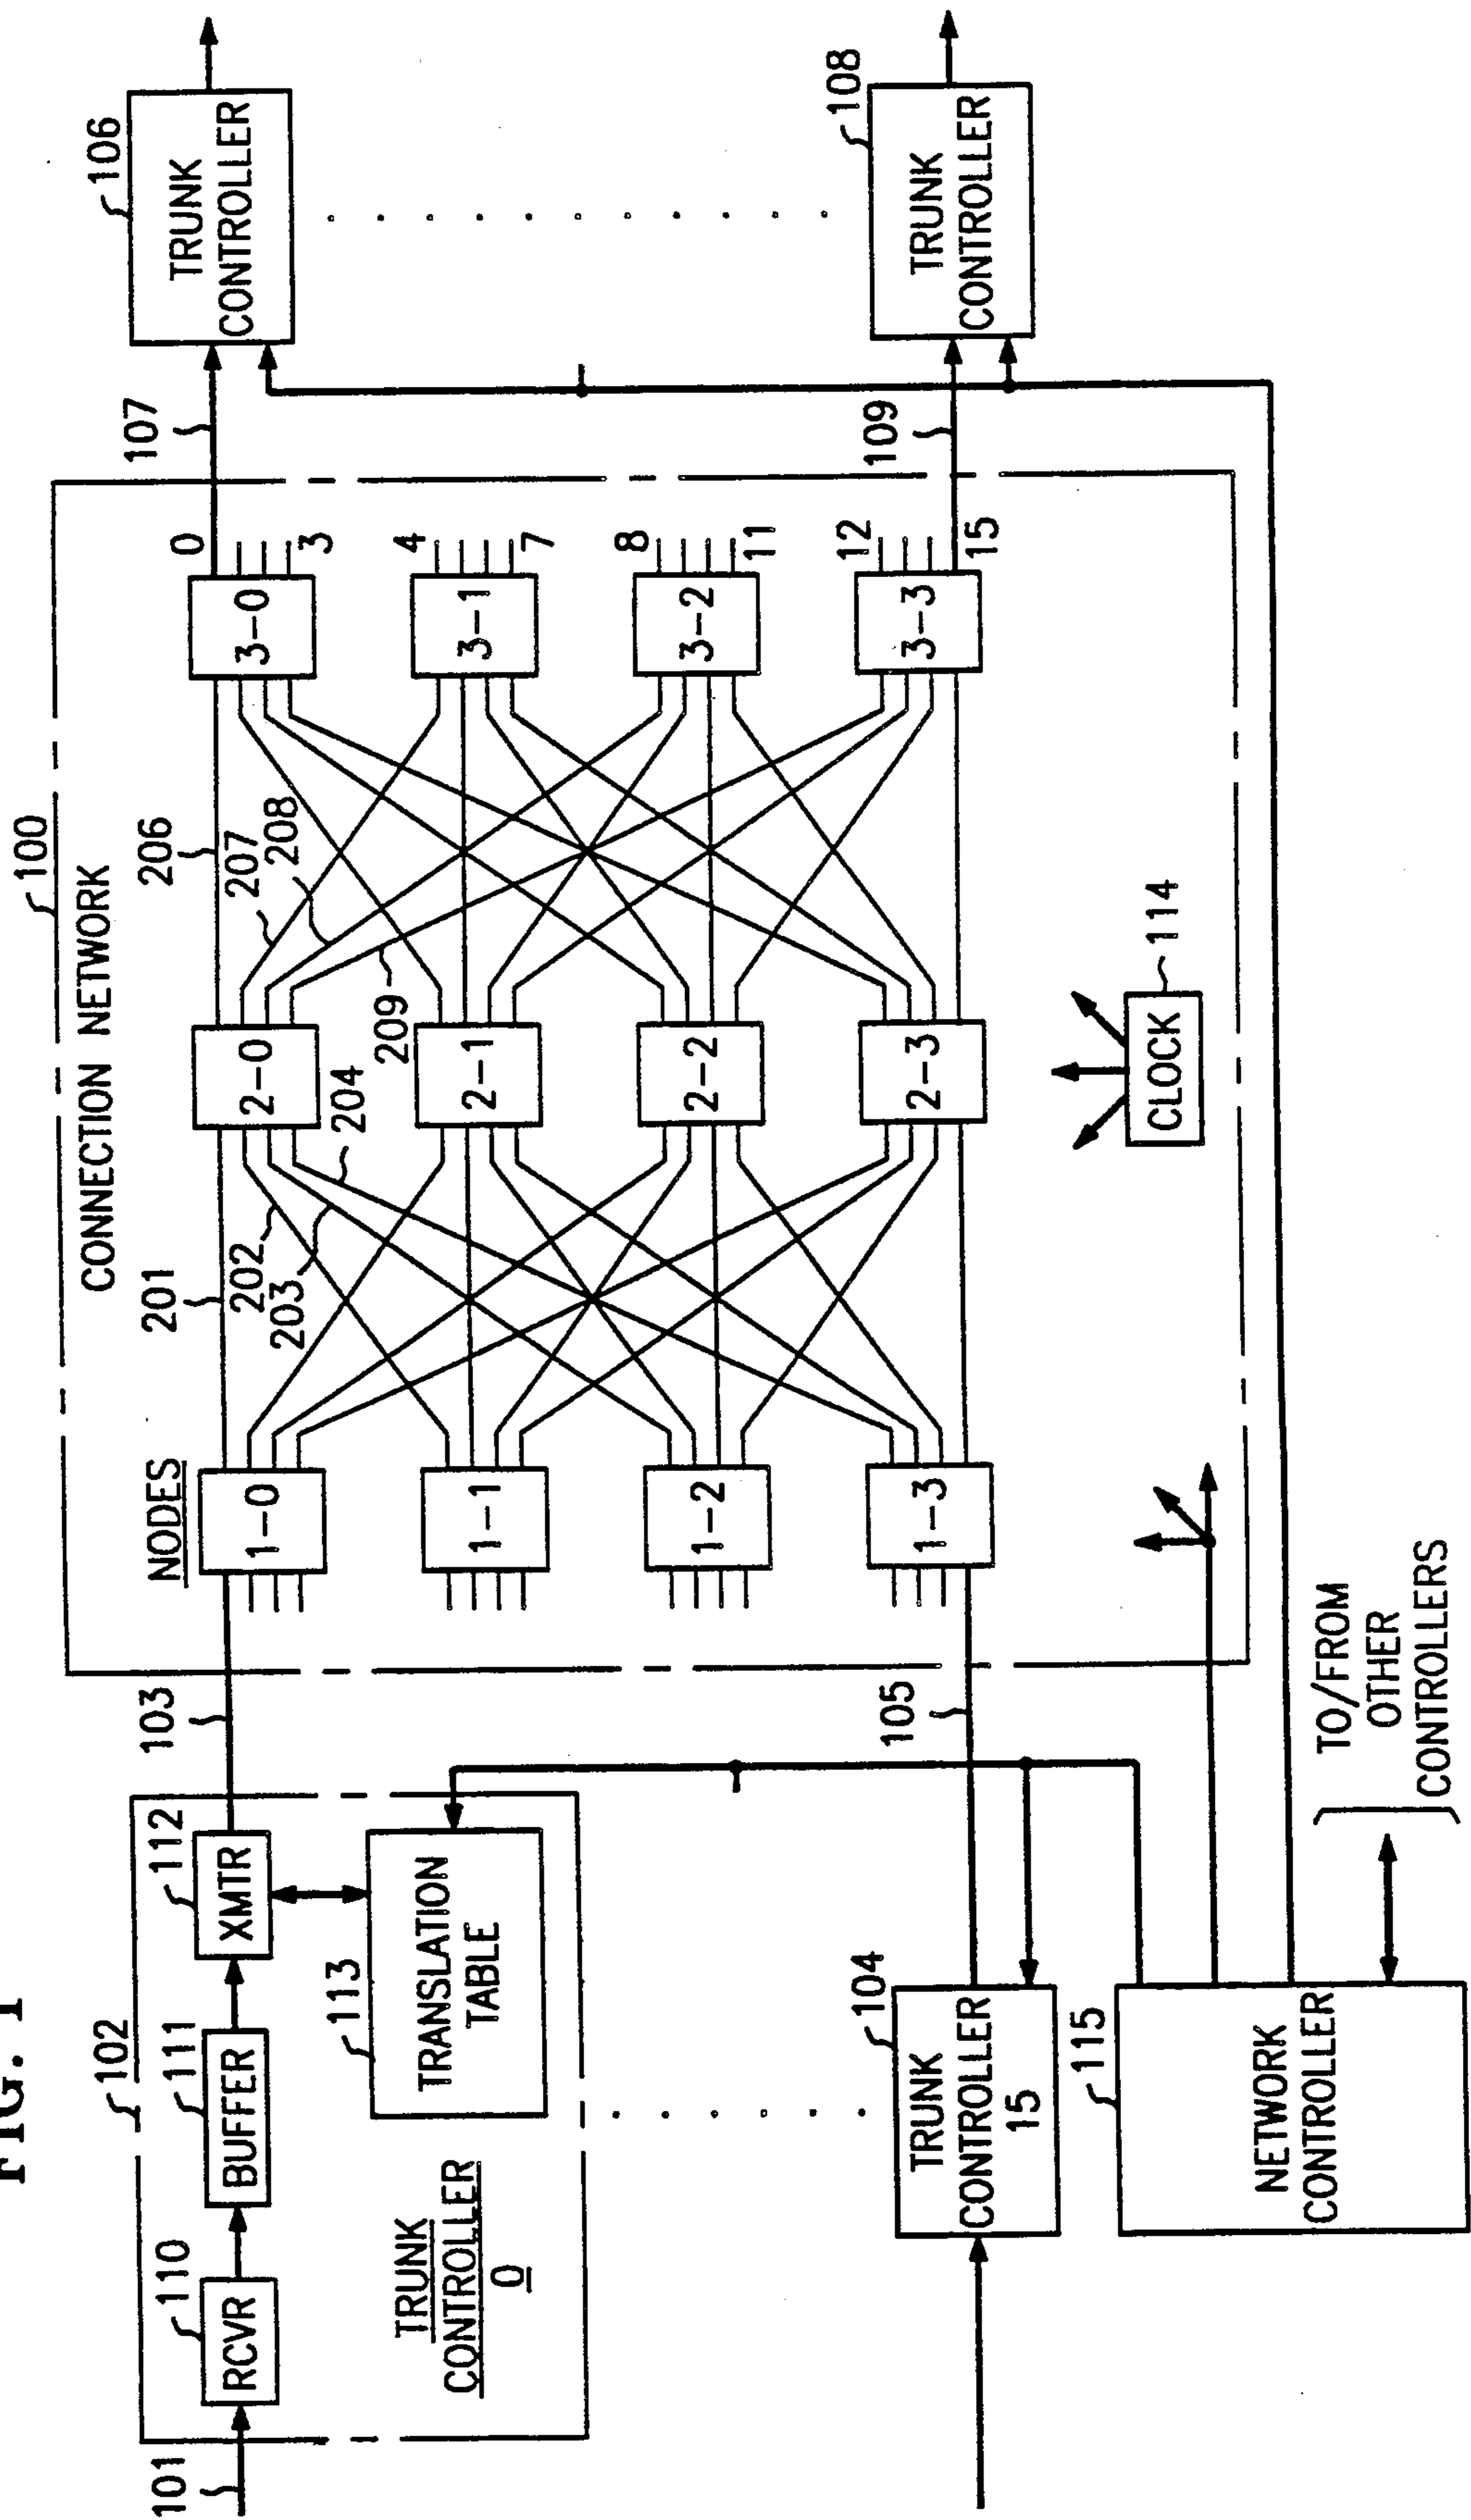 FIG. 1
100
CONNECTION NETWORK
NODES
101
102
110
RCVR
111
BUFFER
112
XMTR
113
TRANSLATION
TABLE
TRUNK
CONTROLLER
0
103
1-0
1-1
1-2
1-3
201
202
203
204
2-0
2-1
2-2
2-3
206
207
208
209
3-0
3-1
3-2
3-3
0
3
4
7
8
11
12
15
107
106
TRUNK
CONTROLLER
109
108
TRUNK
CONTROLLER
104
TRUNK
CONTROLLER
15
105
115
NETWORK
CONTROLLER
TO/FROM
OTHER
CONTROLLERS
CLOCK
114